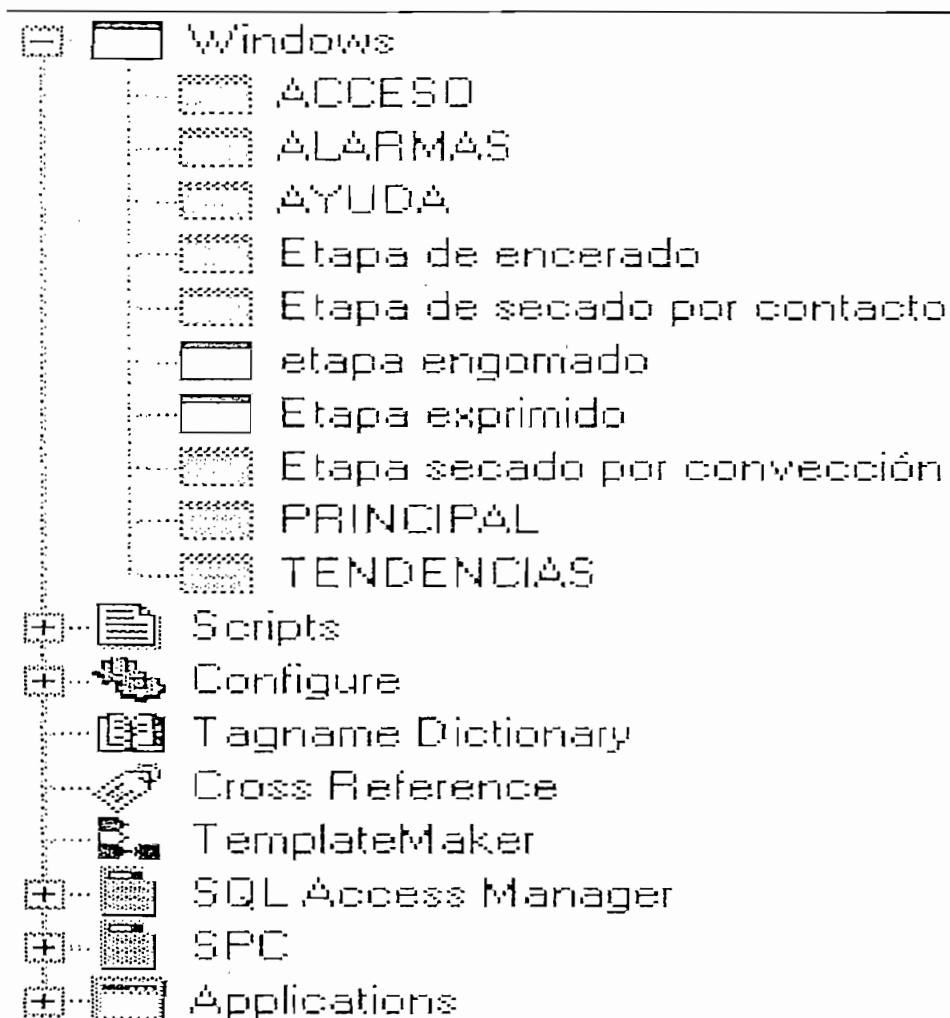 Windows
ACCESO
ALARMAS
AYUDA
Etapa de encerado
Etapa de secado por contacto
etapa engomado
Etapa exprimido
Etapa secado por convección
PRINCIPAL
TENDENCIAS
Scripts
Configure
Tagname Dictionary
Cross Reference
TemplateMaker
SQL Access Manager
SPC
Applications